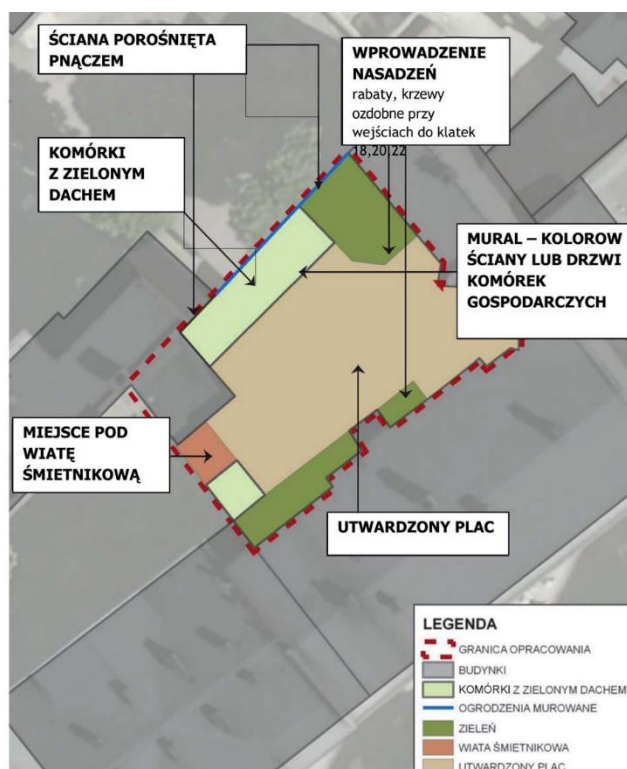 ŚCIANA POROŚNIĘTA
PNĄCZEM
WPROWADZENIE
NASADZEŃ
rabaty, krzewy
ozdobne przy
wejściach do klatek
18,20,22
KOMÓRKI
Z ZIELONYM
DACHEM
MURAL – KOLOROW
ŚCIANY LUB DRZWI
KOMÓREK
GOSPODARCZYCH
MIEJSCE POD
WIATĘ
ŚMIETNIKOWĄ
UTWARDZONY PLAC
LEGENDA
GRANICA OPRACOWANIA
BUDYNKI
KOMÓRKI Z ZIELONYM DACHEM
OGRODZENIA MUROWANE
ZIELEŃ
WIATA ŚMIETNIKOWA
UTWARDZONY PLAC